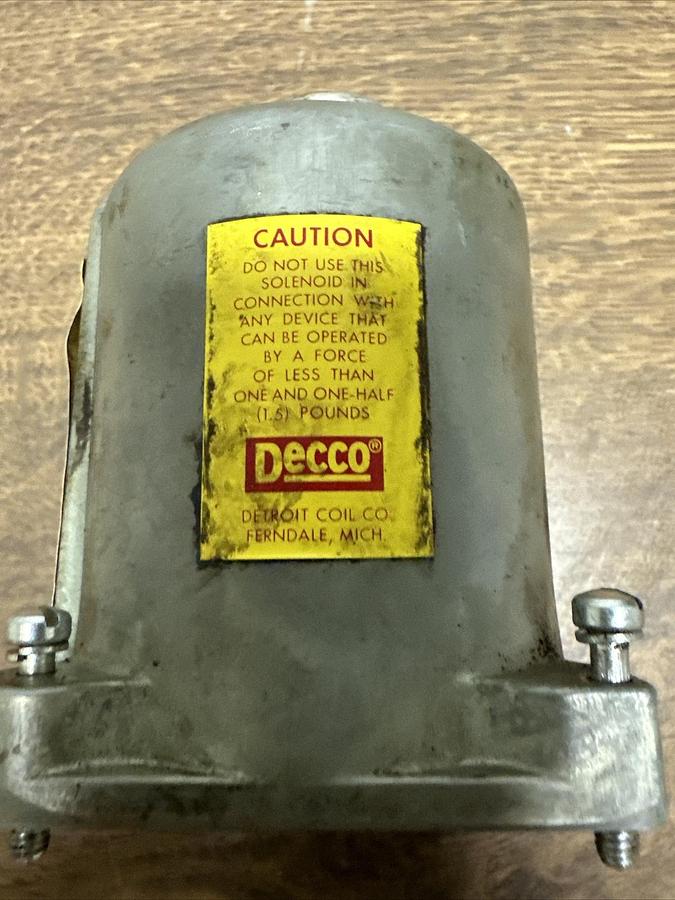 CAUTION
DO NOT USE THIS
SOLENOID IN
CONNECTION WITH
ANY DEVICE THAT
CAN BE OPERATED
BY A FORCE
OF LESS THAN
ONE AND ONE-HALF
(1.5) POUNDS
Decco®
DETROIT COIL CO.
FERNDALE, MICH.